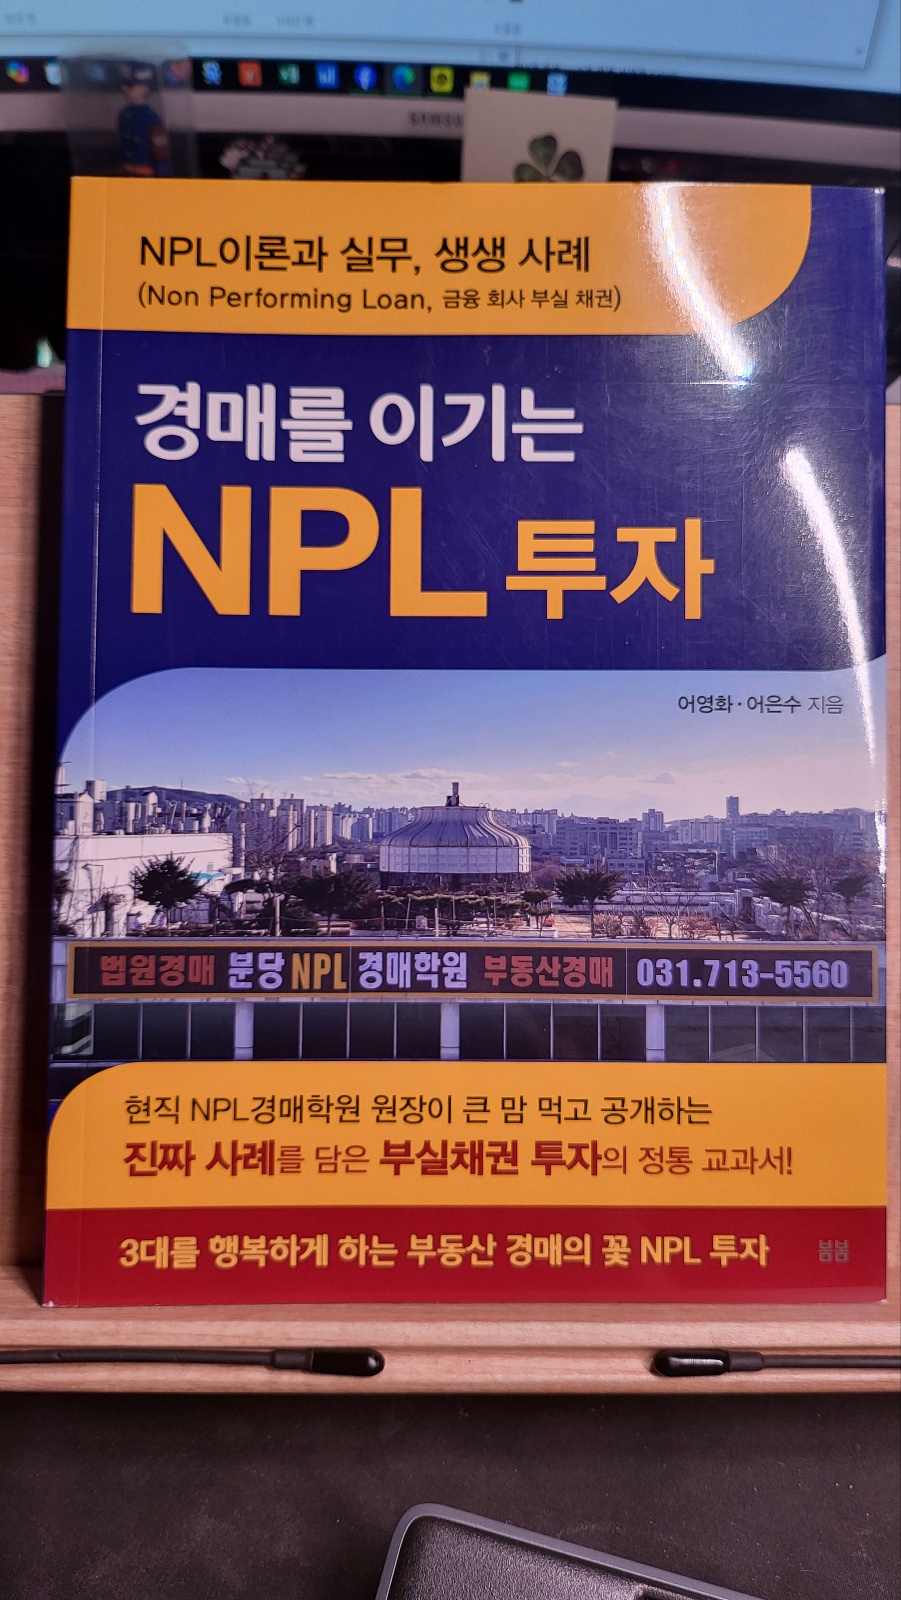 SAMSU
NPL이론과 실무, 생생 사례
(Non Performing Loan, 금융 회사 부실 채권)
경매를 이기는
NPL 투자
어영화·어은수 지음
법원경매 분당 NPL 경매학원 부동산경매 031.713-5560
현직 NPL경매학원 원장이 큰 맘 먹고 공개하는
진짜 사례를 담은 부실채권 투자의 정통 교과서!
3대를 행복하게 하는 부동산 경매의 꽃 NPL 투자
봄봄